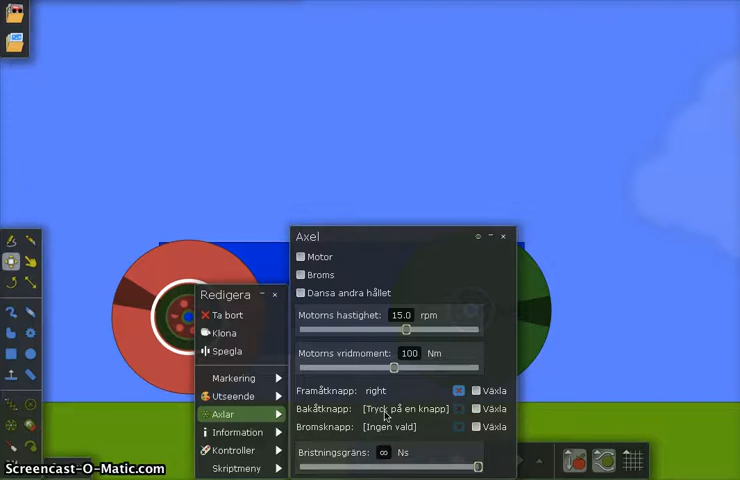 Axel
Motor
Broms
Dansa andra hållet
Motorns hastighet: 15.0 rpm
Motorns vridmoment: 100 Nm
Framåtknapp: right Växla
Bakåtknapp: [Tryck på en knapp] Växla
Bromsknapp: [Ingen vald] Växla
Bristningsgräns: ∞ Ns
Redigera
Ta bort
Klona
Spegla
Markering
Utseende
Axlar
Information
Kontroller
Skriptmeny
Screencast-O-Matic.com